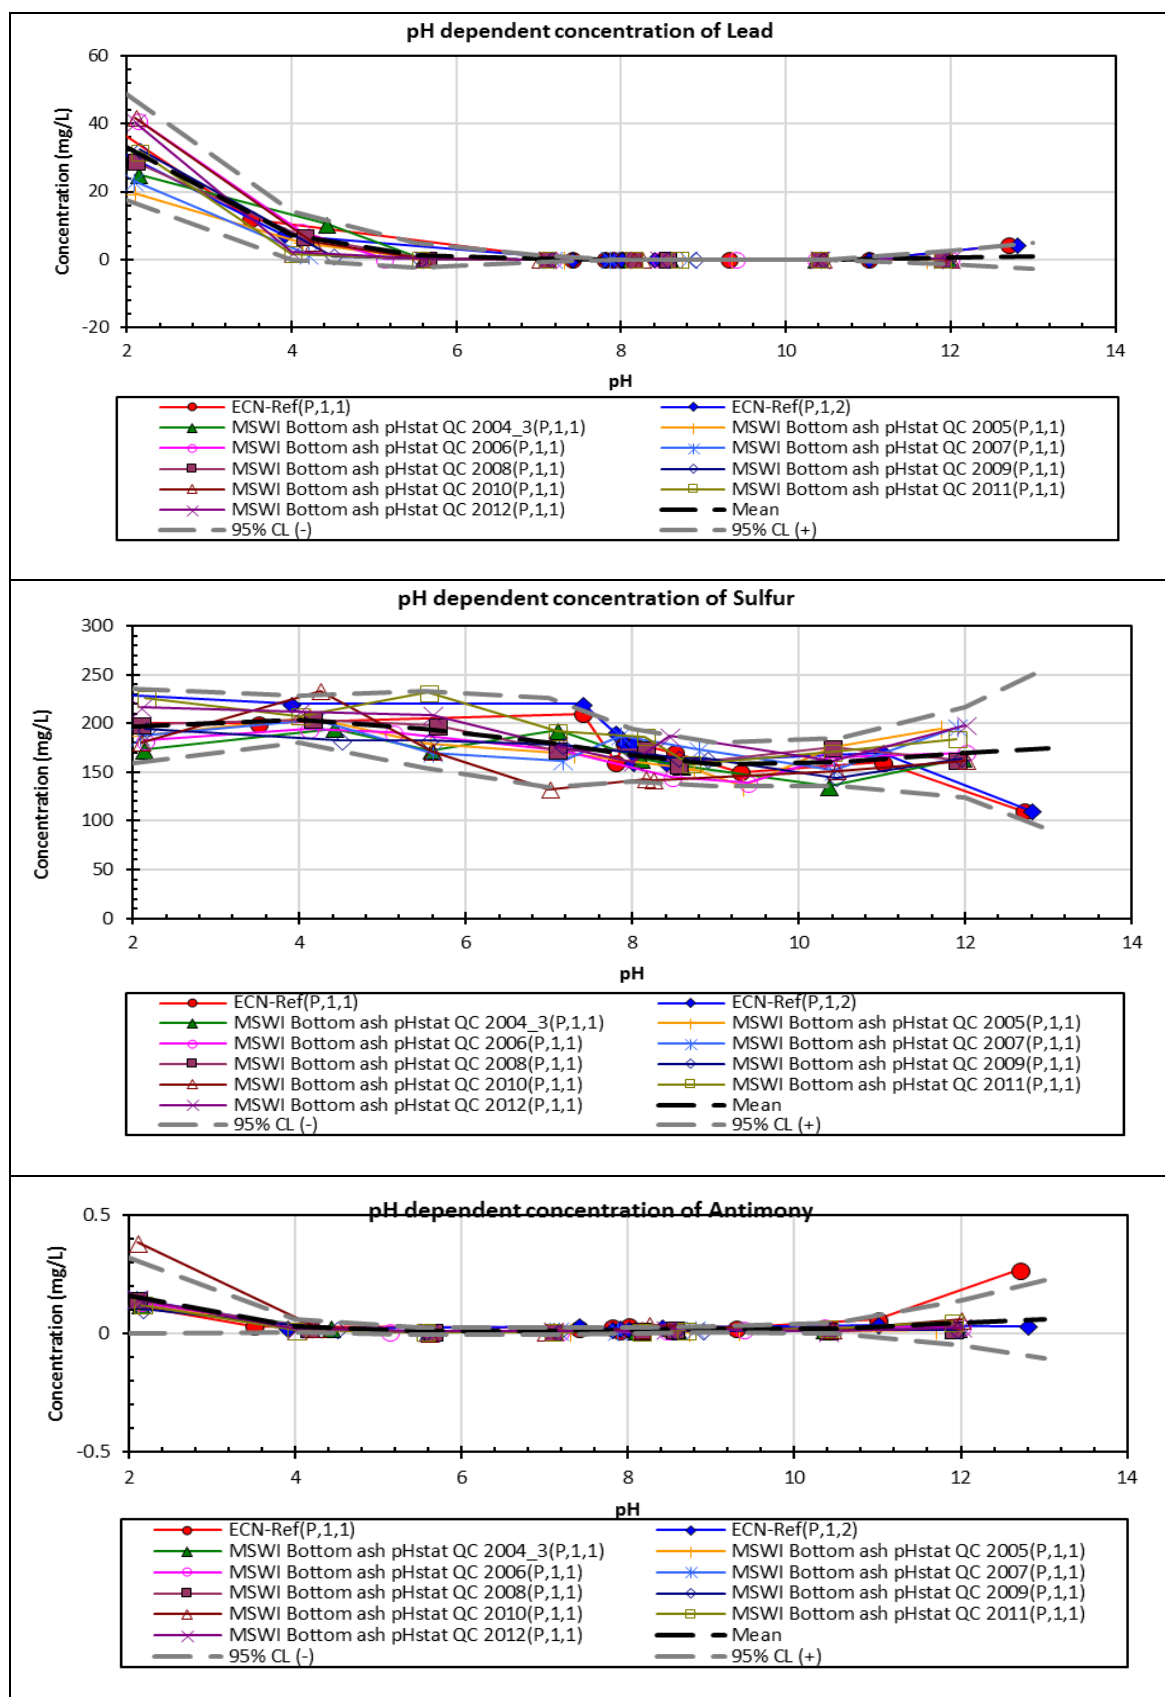 pH dependent concentration of Lead
Concentration (mg/L)
60
40
20
0
-20
2 4 6 8 10 12 14
pH
ECN-Ref(P,1,1) ECN-Ref(P,1,2)
MSWI Bottom ash pHstat QC 2004_3(P,1,1) MSWI Bottom ash pHstat QC 2005(P,1,1)
MSWI Bottom ash pHstat QC 2006(P,1,1) MSWI Bottom ash pHstat QC 2007(P,1,1)
MSWI Bottom ash pHstat QC 2008(P,1,1) MSWI Bottom ash pHstat QC 2009(P,1,1)
MSWI Bottom ash pHstat QC 2010(P,1,1) MSWI Bottom ash pHstat QC 2011(P,1,1)
MSWI Bottom ash pHstat QC 2012(P,1,1) Mean
95% CL (-) 95% CL (+)
pH dependent concentration of Sulfur
Concentration (mg/L)
300
250
200
150
100
50
0
2 4 6 8 10 12 14
pH
ECN-Ref(P,1,1) ECN-Ref(P,1,2)
MSWI Bottom ash pHstat QC 2004_3(P,1,1) MSWI Bottom ash pHstat QC 2005(P,1,1)
MSWI Bottom ash pHstat QC 2006(P,1,1) MSWI Bottom ash pHstat QC 2007(P,1,1)
MSWI Bottom ash pHstat QC 2008(P,1,1) MSWI Bottom ash pHstat QC 2009(P,1,1)
MSWI Bottom ash pHstat QC 2010(P,1,1) MSWI Bottom ash pHstat QC 2011(P,1,1)
MSWI Bottom ash pHstat QC 2012(P,1,1) Mean
95% CL (-) 95% CL (+)
pH dependent concentration of Antimony
Concentration (mg/L)
0.5
0
-0.5
2 4 6 8 10 12 14
pH
ECN-Ref(P,1,1) ECN-Ref(P,1,2)
MSWI Bottom ash pHstat QC 2004_3(P,1,1) MSWI Bottom ash pHstat QC 2005(P,1,1)
MSWI Bottom ash pHstat QC 2006(P,1,1) MSWI Bottom ash pHstat QC 2007(P,1,1)
MSWI Bottom ash pHstat QC 2008(P,1,1) MSWI Bottom ash pHstat QC 2009(P,1,1)
MSWI Bottom ash pHstat QC 2010(P,1,1) MSWI Bottom ash pHstat QC 2011(P,1,1)
MSWI Bottom ash pHstat QC 2012(P,1,1) Mean
95% CL (-) 95% CL (+)